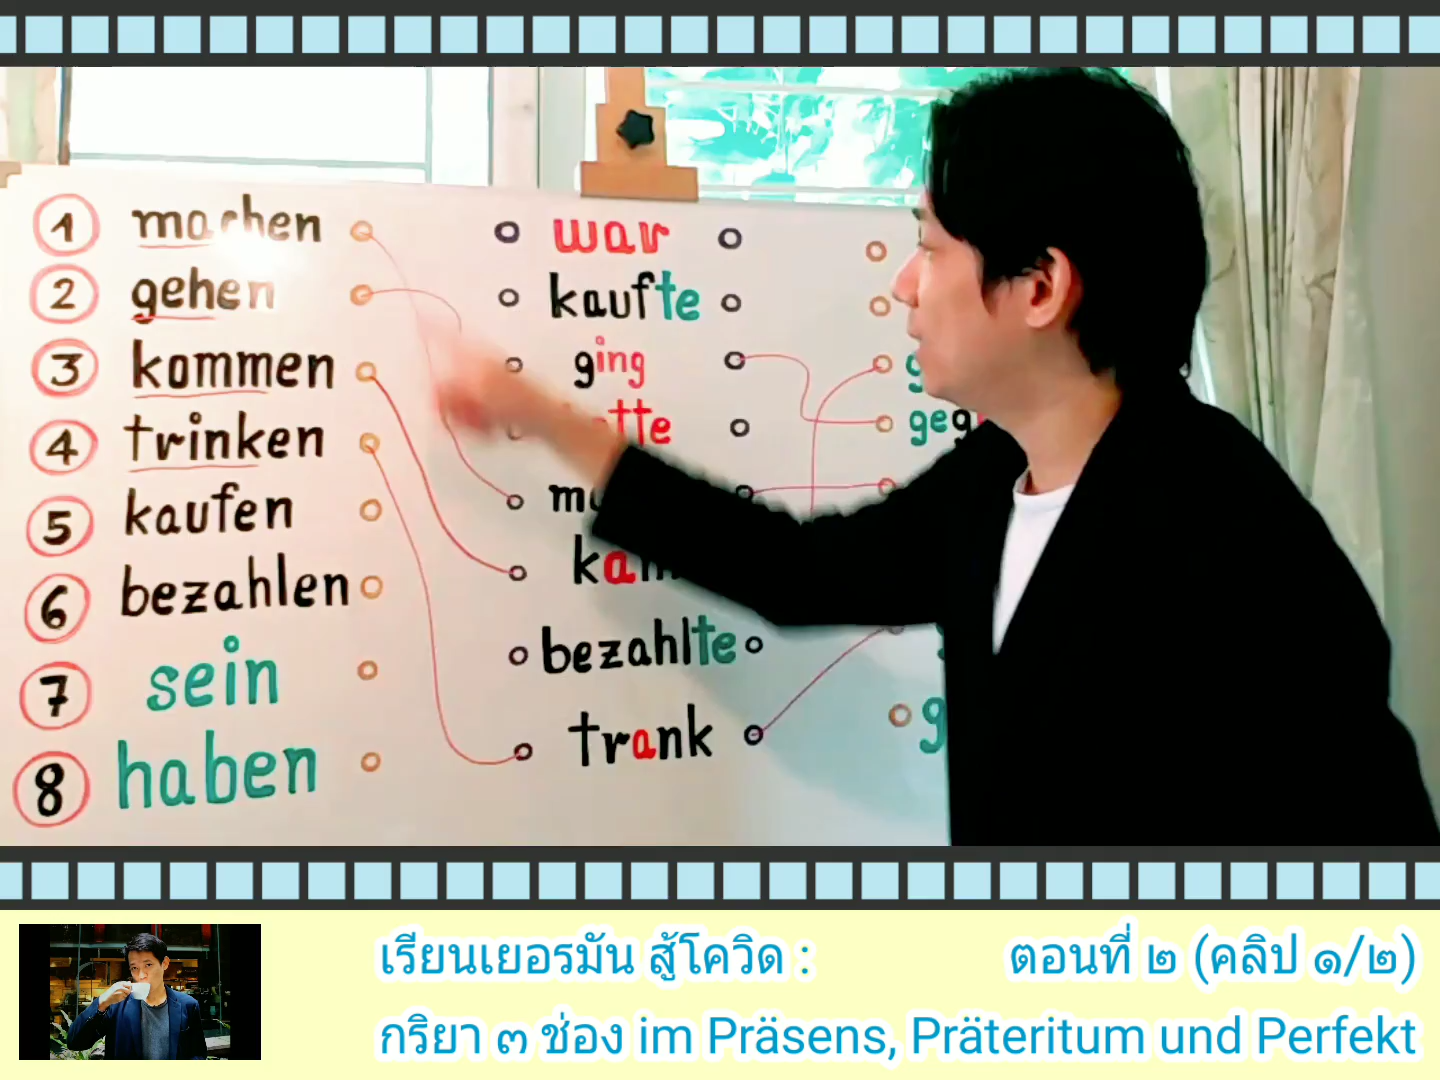 1 machen war
2 gehen kaufte
3 kommen ging
4 trinken
5 kaufen
6 bezahlen
7 sein bezahlte
8 haben trank
เรียนเยอรมัน สู้โควิด : ตอนที่ ๒ (คลิป ๑/๒)
กริยา ๓ ช่อง im Präsens, Präteritum und Perfekt